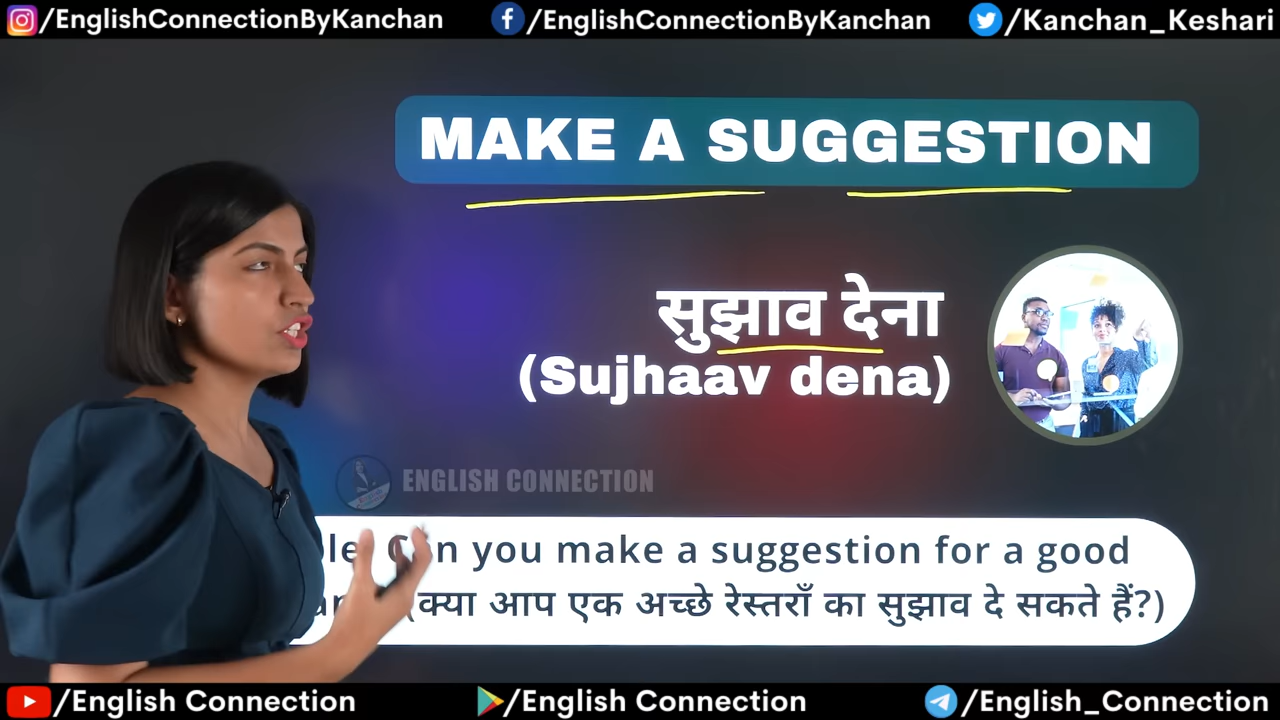 /EnglishConnectionByKanchan
/EnglishConnectionByKanchan
/Kanchan_Keshari
MAKE A SUGGESTION
सुझाव देना
(Sujhaav dena)
ENGLISH CONNECTION
you make a suggestion for a good
(क्या आप एक अच्छे रेस्तराँ का सुझाव दे सकते हैं?)
/English Connection
/English Connection
/English_Connection